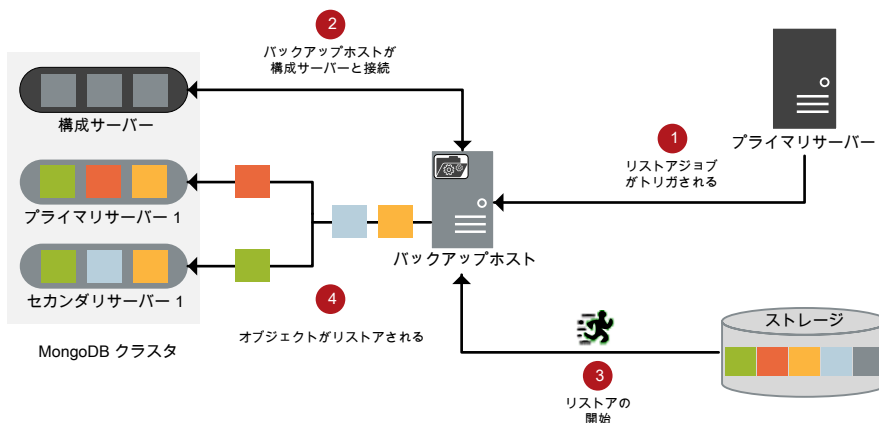 2
バックアップホストが
構成サーバーと接続
構成サーバー
プライマリサーバー
1
リストアジョブ
がトリガされる
プライマリサーバー 1
バックアップホスト
セカンダリサーバー 1
4
オブジェクトがリストアされる
MongoDB クラスタ
ストレージ
3
リストアの
開始